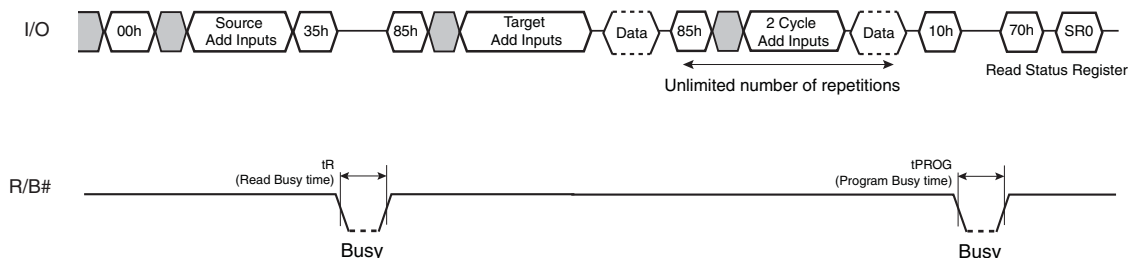 I/O
00h
Source
Add Inputs
35h
85h
Target
Add Inputs
Data
85h
2 Cycle
Add Inputs
Data
10h
70h
SR0
Unlimited number of repetitions
Read Status Register
R/B#
tR
(Read Busy time)
Busy
tPROG
(Program Busy time)
Busy